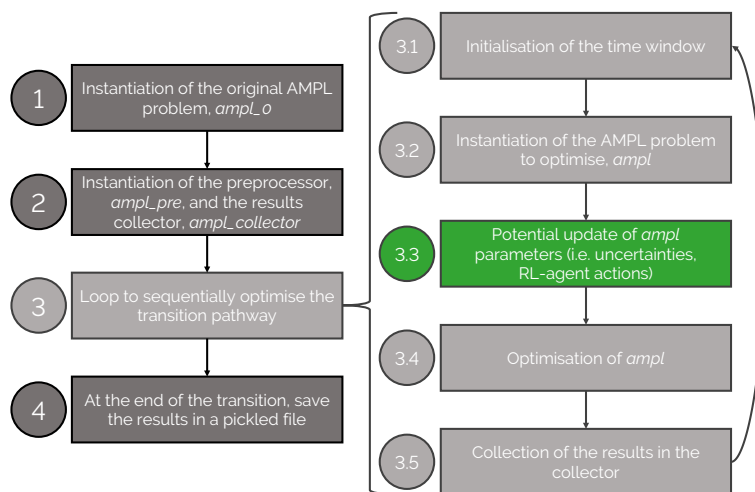 1
Instantiation of the original AMPL
problem, ampl_0
2
Instantiation of the preprocessor,
ampl_pre, and the results
collector, ampl_collector
3
Loop to sequentially optimise the
transition pathway
4
At the end of the transition, save
the results in a pickled file
3.1
Initialisation of the time window
3.2
Instantiation of the AMPL problem
to optimise, ampl
3.3
Potential update of ampl
parameters (i.e. uncertainties,
RL-agent actions)
3.4
Optimisation of ampl
3.5
Collection of the results in the
collector